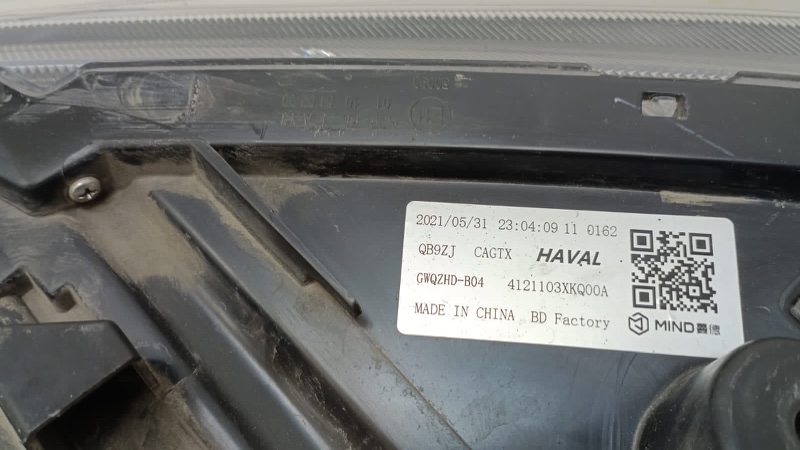 2021/05/31 23:04:09 11 0162
QB9ZJ CAGTX HAVAL
GWQZHD-B04 4121103XKQ00A
MADE IN CHINA BD Factory MIND 曼德